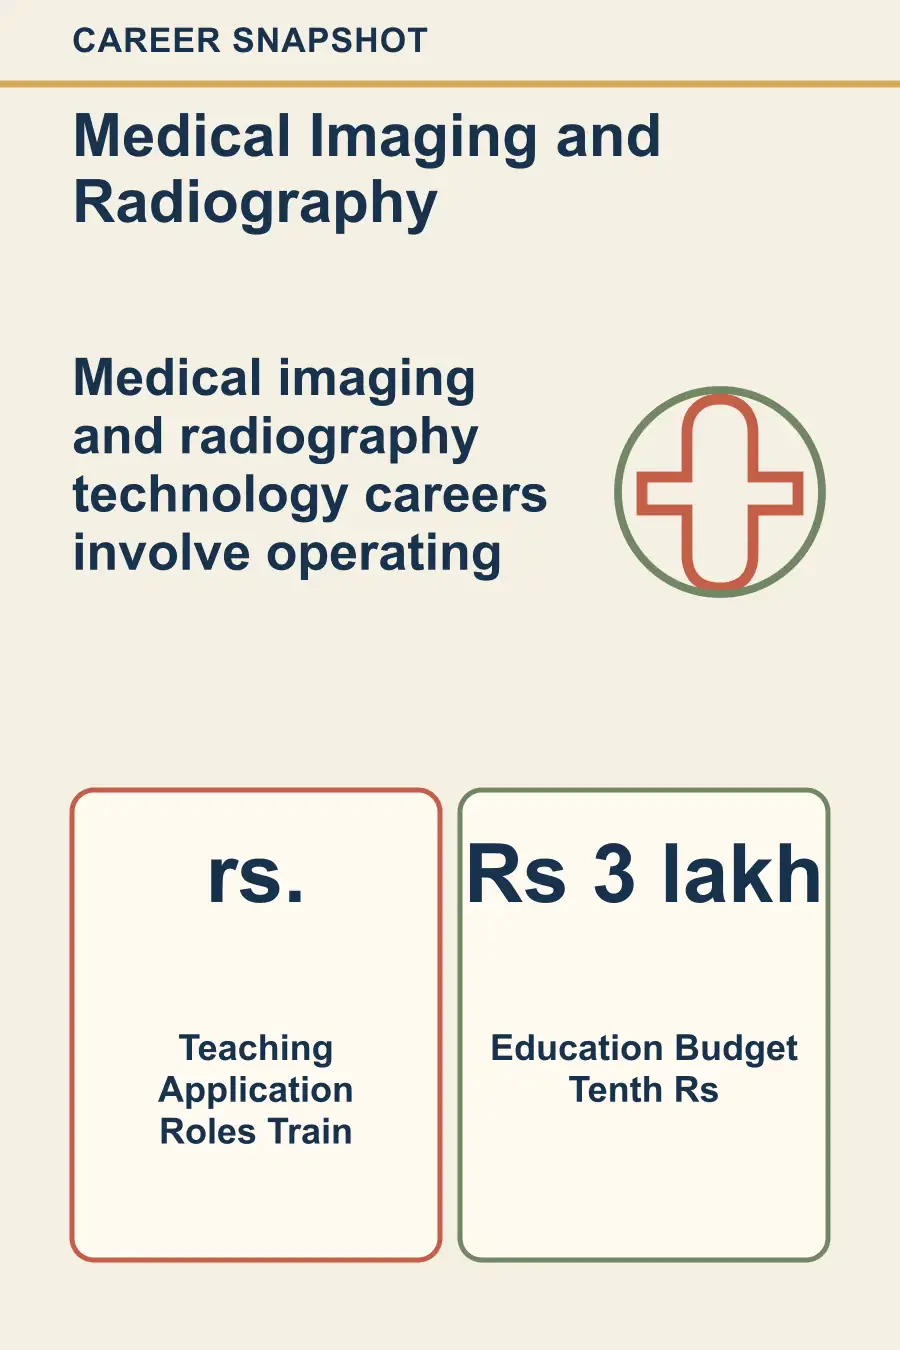 CAREER SNAPSHOT
Medical Imaging and
Radiography
Medical imaging
and radiography
technology careers
involve operating
rs.
Teaching
Application
Roles Train
Rs 3 lakh
Education Budget
Tenth Rs